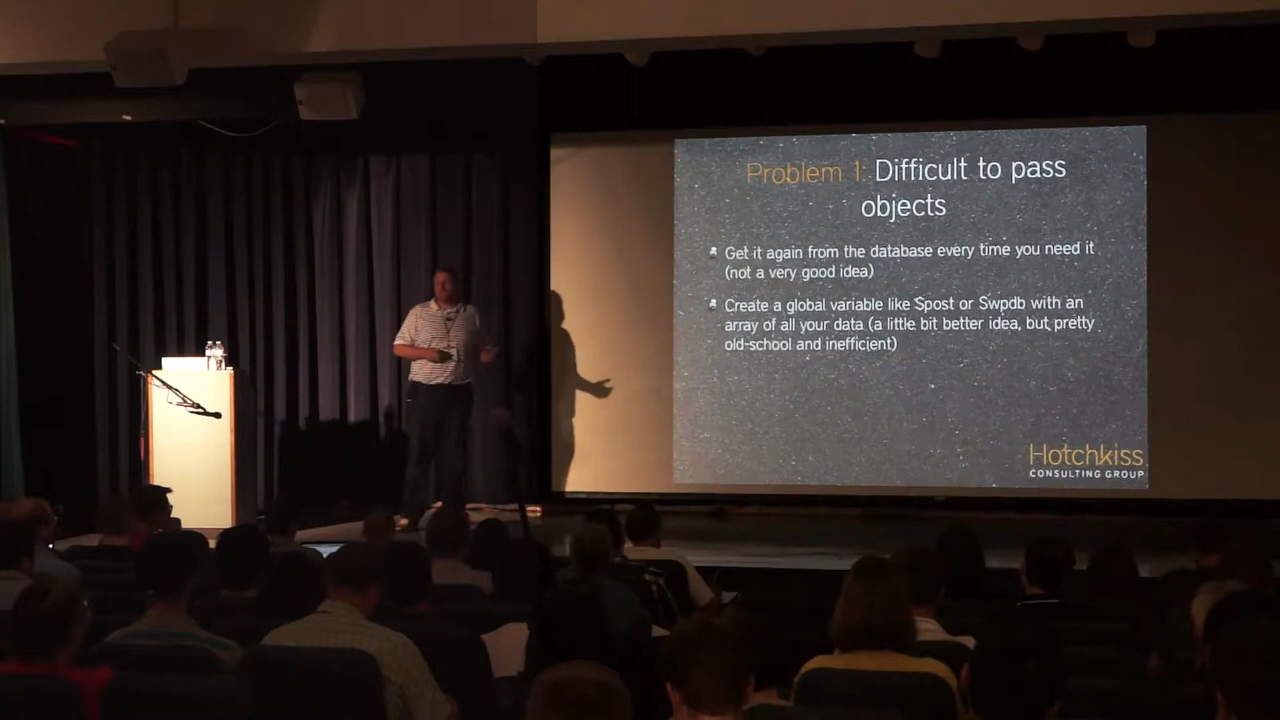 Problem 1: Difficult to pass
objects
Get it again from the database every time you need it
(not a very good idea)
Create a global variable like $post or $wpdb with an
array of all your data (a little bit better idea, but pretty
old-school and inefficient)
Hotchkiss
CONSULTING GROUP